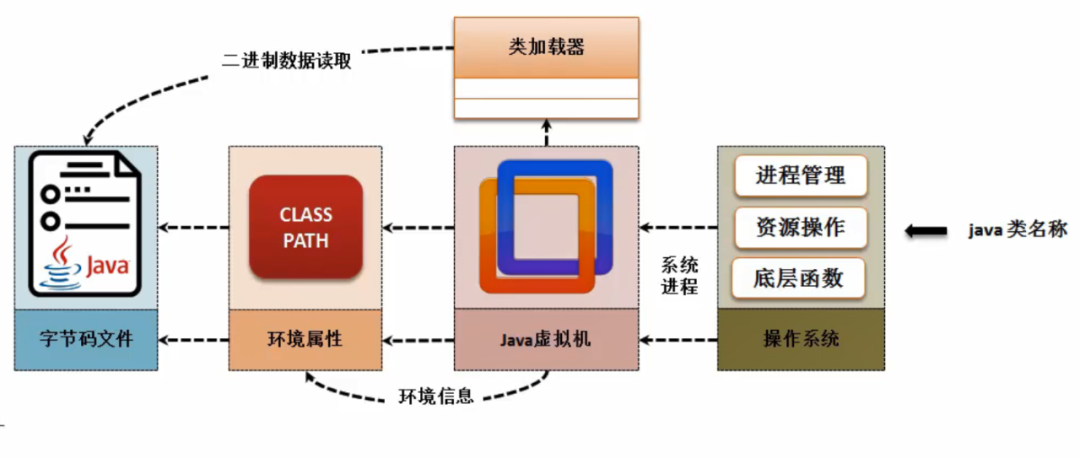 类加载器
二进制数据读取
进程管理
CLASS
PATH
资源操作
java 类名称
Java
系统
进程
底层函数
字节码文件
环境属性
Java虚拟机
操作系统
环境信息